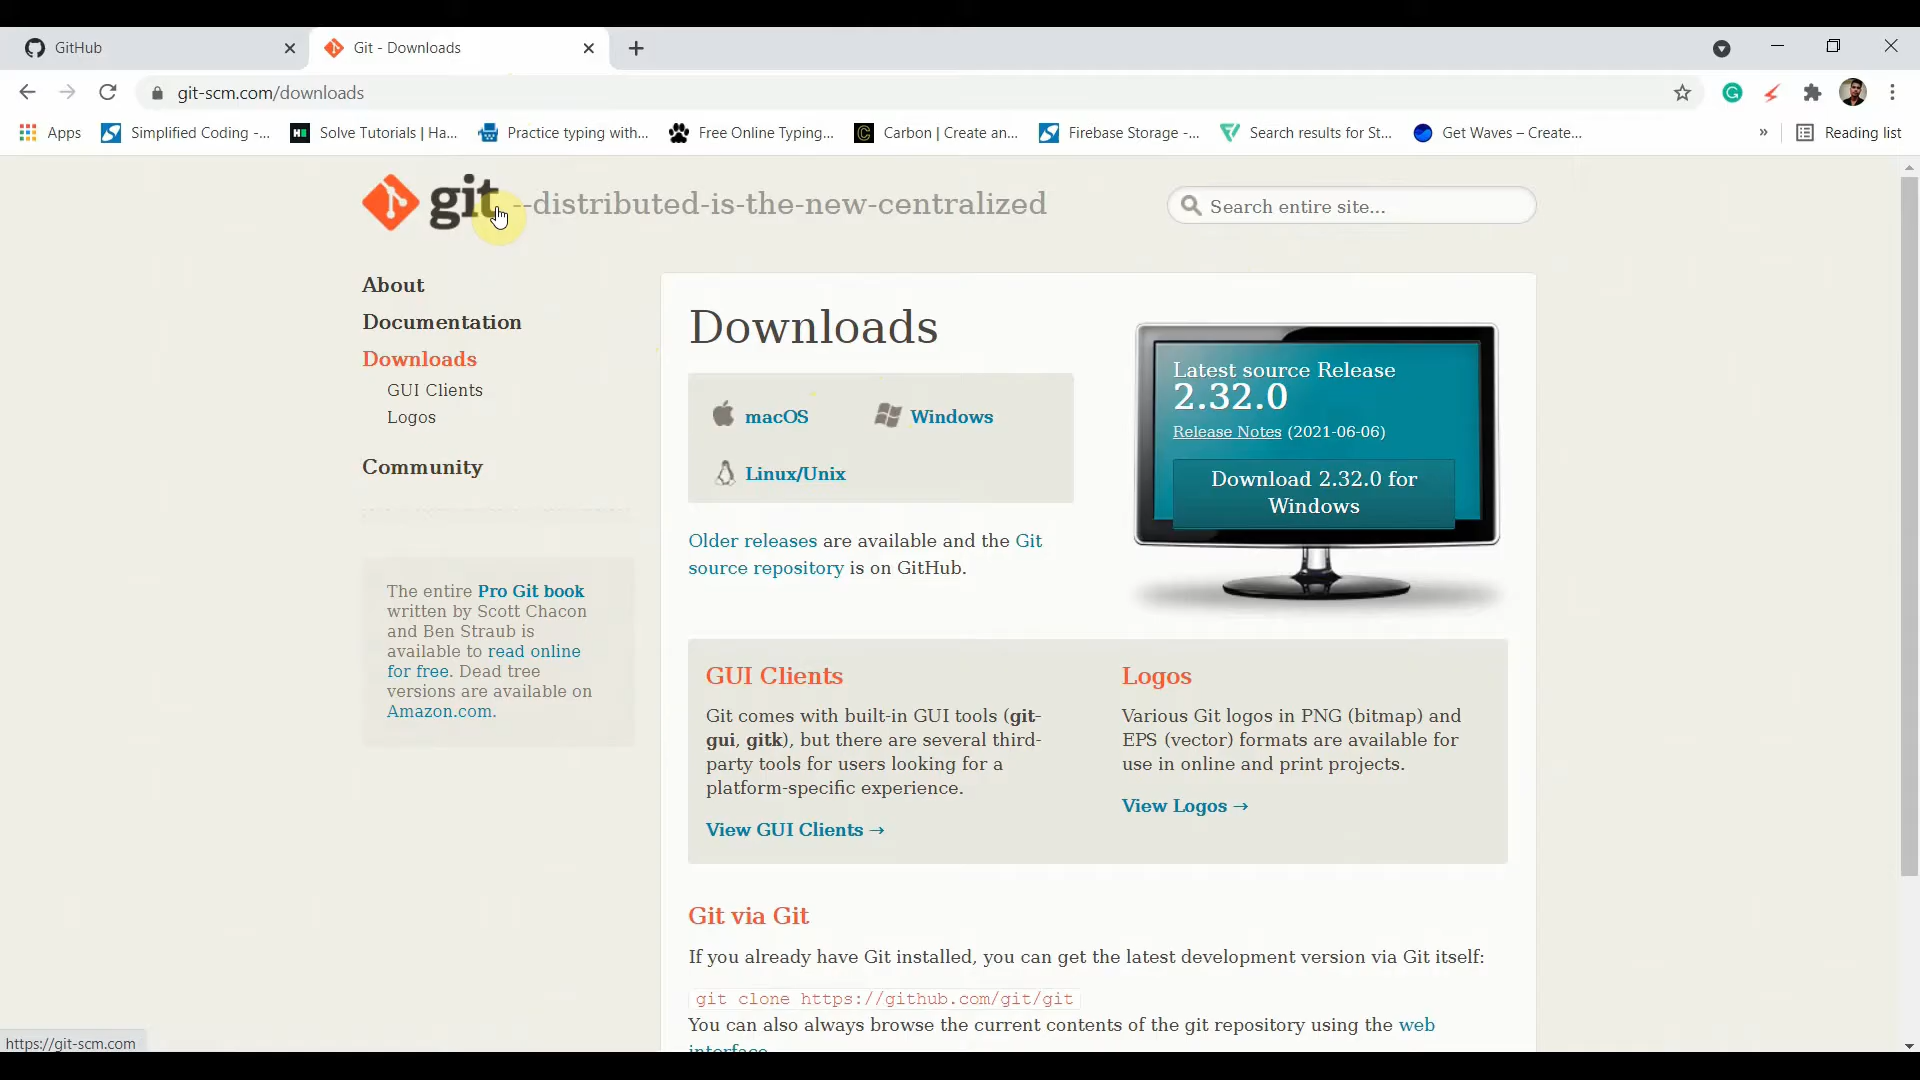 GitHub
Git - Downloads
git-scm.com/downloads
Apps
Simplified Coding -...
Solve Tutorials | Ha...
Practice typing with...
Free Online Typing...
Carbon | Create an...
Firebase Storage -...
Search results for St...
Get Waves – Create...
»
Reading list
git --distributed-is-the-new-centralized
Search entire site...
About
Documentation
Downloads
GUI Clients
Logos
Community
The entire Pro Git book
written by Scott Chacon
and Ben Straub is
available to read online
for free. Dead tree
versions are available on
Amazon.com.
Downloads
macOS
Windows
Linux/Unix
Older releases are available and the Git
source repository is on GitHub.
Latest source Release
2.32.0
Release Notes (2021-06-06)
Download 2.32.0 for
Windows
GUI Clients
Git comes with built-in GUI tools (git-
gui, gitk), but there are several third-
party tools for users looking for a
platform-specific experience.
View GUI Clients →
Logos
Various Git logos in PNG (bitmap) and
EPS (vector) formats are available for
use in online and print projects.
View Logos →
Git via Git
If you already have Git installed, you can get the latest development version via Git itself:
git clone https://github.com/git/git
You can also always browse the current contents of the git repository using the web
interface.
https://git-scm.com